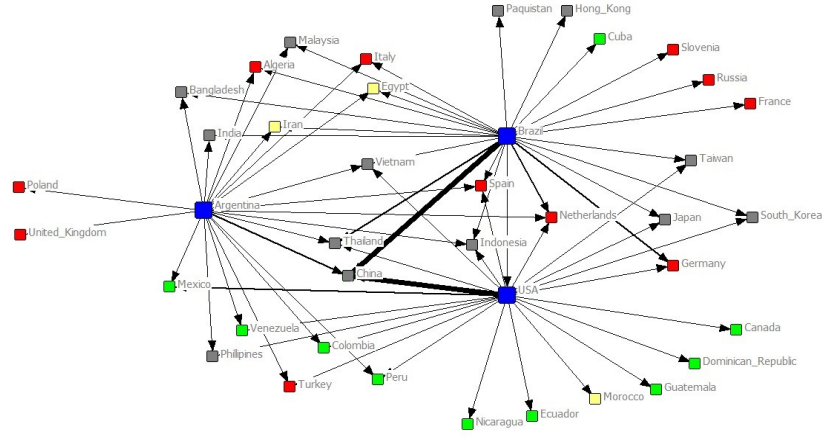 Paquistan
Hong_Kong
Cuba
Malaysia
Italy
Slovenia
Algeria
Russia
Egypt
Bangladesh
France
Iran
India
Brazil
Vietnam
Taiwan
Poland
Spain
Argentina
Netherlands
Japan
South_Korea
United_Kingdom
Thailand
Indonesia
Germany
China
Mexico
USA
Venezuela
Canada
Colombia
Phillipines
Dominican_Republic
Peru
Turkey
Guatemala
Morocco
Ecuador
Nicaragua